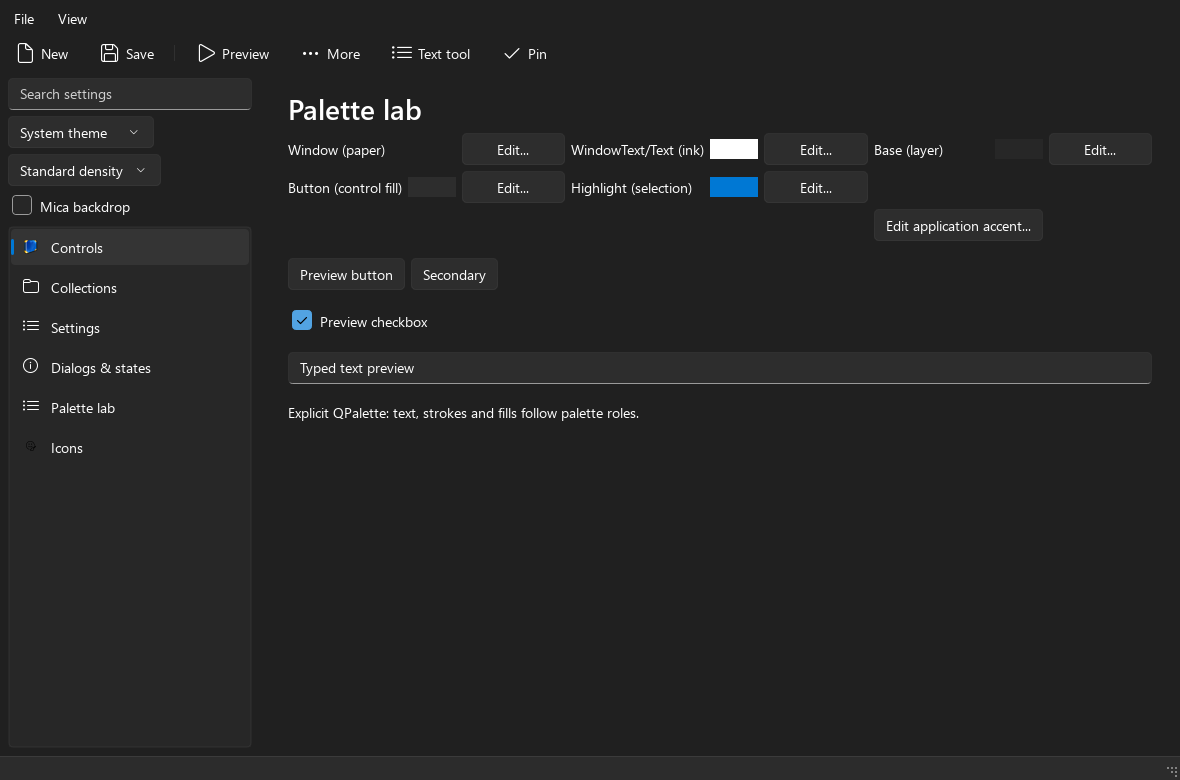 File View
New Save Preview More Text tool Pin
Search settings
System theme
Standard density
Mica backdrop
Controls
Collections
Settings
Dialogs & states
Palette lab
Icons
Palette lab
Window (paper) Edit... WindowText/Text (ink) Edit... Base (layer) Edit...
Button (control fill) Edit... Highlight (selection) Edit...
Edit application accent...
Preview button Secondary
Preview checkbox
Typed text preview
Explicit QPalette: text, strokes and fills follow palette roles.